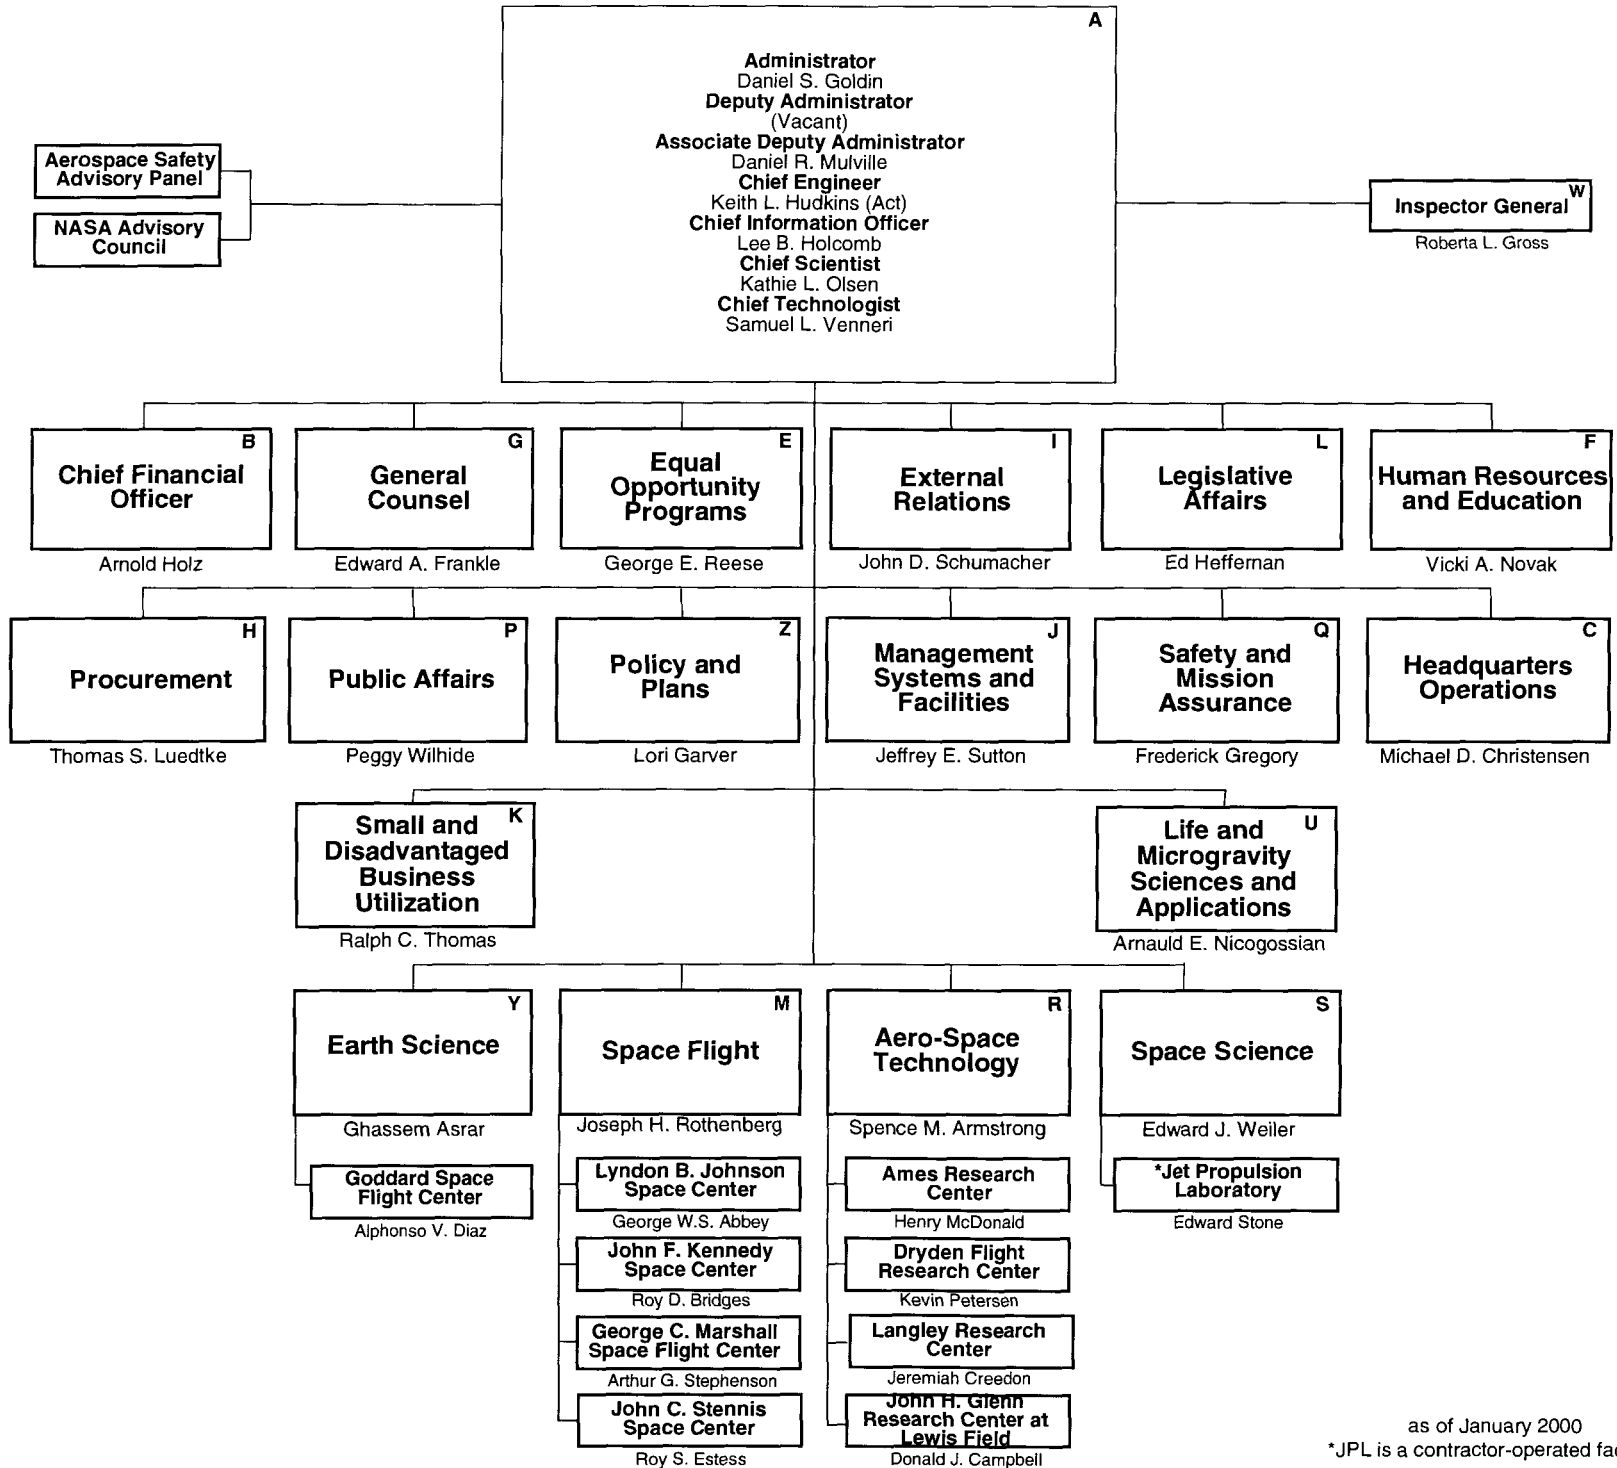 A
Administrator
Daniel S. Goldin
Deputy Administrator
(Vacant)
Associate Deputy Administrator
Daniel R. Mulville
Chief Engineer
Keith L. Hudkins (Act)
Chief Information Officer
Lee B. Holcomb
Chief Scientist
Kathie L. Olsen
Chief Technologist
Samuel L. Venneri
Aerospace Safety
Advisory Panel
NASA Advisory
Council
W
Inspector General
Roberta L. Gross
B
Chief Financial
Officer
Arnold Holz
G
General
Counsel
Edward A. Frankle
E
Equal
Opportunity
Programs
George E. Reese
I
External
Relations
John D. Schumacher
L
Legislative
Affairs
Ed Heffernan
F
Human Resources
and Education
Vicki A. Novak
H
Procurement
Thomas S. Luedtke
P
Public Affairs
Peggy Wilhide
Z
Policy and
Plans
Lori Garver
J
Management
Systems and
Facilities
Jeffrey E. Sutton
Q
Safety and
Mission
Assurance
Frederick Gregory
C
Headquarters
Operations
Michael D. Christensen
K
Small and
Disadvantaged
Business
Utilization
Ralph C. Thomas
U
Life and
Microgravity
Sciences and
Applications
Arnauld E. Nicogossian
Y
Earth Science
Ghassem Asrar
Goddard Space
Flight Center
Alphonso V. Diaz
M
Space Flight
Joseph H. Rothenberg
Lyndon B. Johnson
Space Center
George W.S. Abbey
John F. Kennedy
Space Center
Roy D. Bridges
George C. Marshall
Space Flight Center
Arthur G. Stephenson
John C. Stennis
Space Center
Roy S. Estess
R
Aero-Space
Technology
Spence M. Armstrong
Ames Research
Center
Henry McDonald
Dryden Flight
Research Center
Kevin Petersen
Langley Research
Center
Jeremiah Creedon
John H. Glenn
Research Center at
Lewis Field
Donald J. Campbell
S
Space Science
Edward J. Weiler
*Jet Propulsion
Laboratory
Edward Stone
as of January 2000
*JPL is a contractor-operated